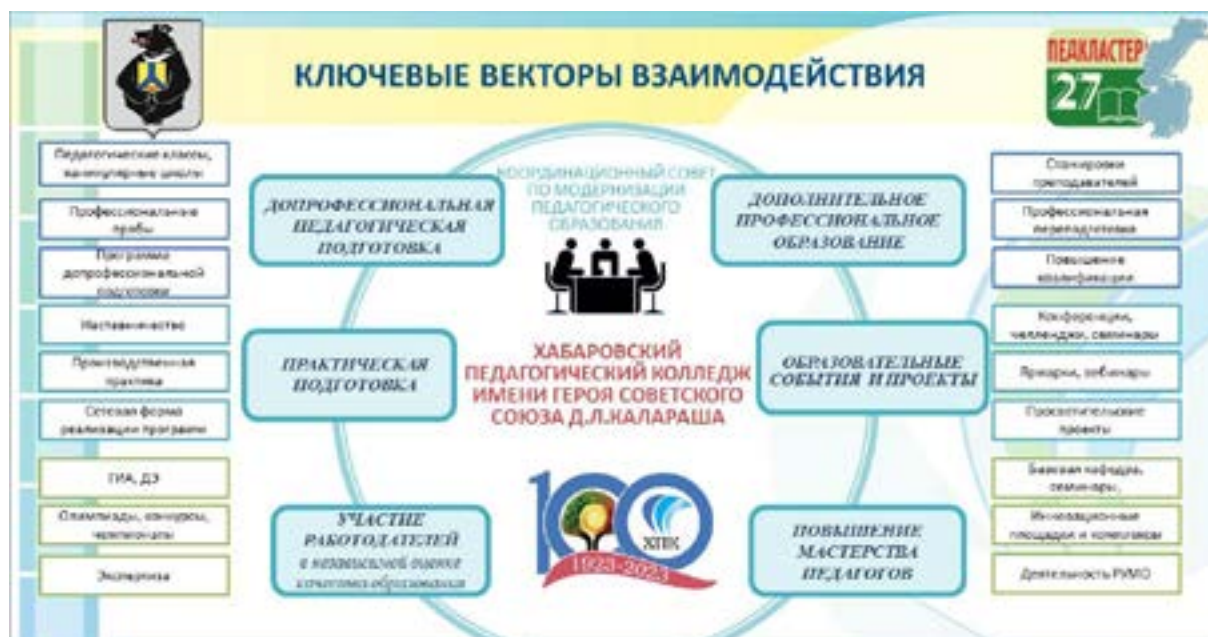 КЛЮЧЕВЫЕ ВЕКТОРЫ ВЗАИМОДЕЙСТВИЯ
ПЕДКЛАСТЕР
27
Педагогические классы,
каникулярные школы
Профессиональные
пробы
Программа
допрофессиональной
подготовки
Наставничество
Производственная
практика
Сетевая форма
реализации программ
ГИА, ДЭ
Олимпиады, конкурсы,
чемпионаты
Экспертиза
ДОПРОФЕССИОНАЛЬНАЯ
ПЕДАГОГИЧЕСКАЯ
ПОДГОТОВКА
ПРАКТИЧЕСКАЯ
ПОДГОТОВКА
УЧАСТИЕ
РАБОТОДАТЕЛЕЙ
в независимой оценке
качества образования
КООРДИНАЦИОННЫЙ СОВЕТ
ПО МОДЕРНИЗАЦИИ
ПЕДАГОГИЧЕСКОГО
ОБРАЗОВАНИЯ
ХАБАРОВСКИЙ
ПЕДАГОГИЧЕСКИЙ КОЛЛЕДЖ
ИМЕНИ ГЕРОЯ СОВЕТСКОГО
СОЮЗА Д.Л.КАЛАРАША
100
ХПК
1923-2023
ДОПОЛНИТЕЛЬНОЕ
ПРОФЕССИОНАЛЬНОЕ
ОБРАЗОВАНИЕ
ОБРАЗОВАТЕЛЬНЫЕ
СОБЫТИЯ И ПРОЕКТЫ
ПОВЫШЕНИЕ
МАСТЕРСТВА
ПЕДАГОГОВ
Стажировки
преподавателей
Профессиональная
переподготовка
Повышение
квалификации
Конференции,
челленджи, семинары
Ярмарки, вебинары
Просветительские
проекты
Базовая кафедра,
семинары,
Инновационные
площадки и комплексы
Деятельность РУМО